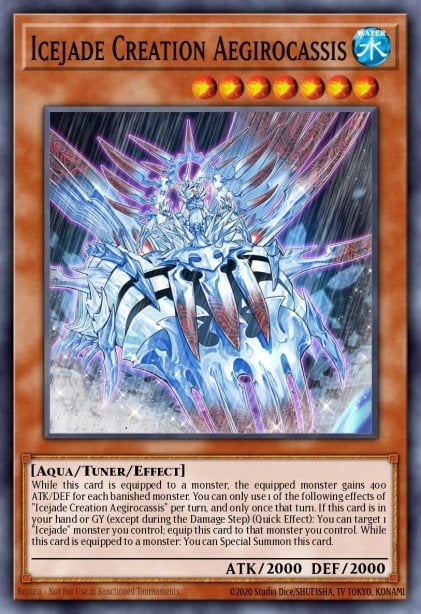 Icejade Creation Aegirocassis
WATER
水
[Aqua/Tuner/Effect]
While this card is equipped to a monster, the equipped monster gains 400
ATK/DEF for each banished monster. You can only use 1 of the following effects of
"Icejade Creation Aegirocassis" per turn, and only once that turn. If this card is in
your hand or GY (except during the Damage Step) (Quick Effect): You can target 1
"Icejade" monster you control; equip this card to that monster you control. While
this card is equipped to a monster: You can Special Summon this card.
ATK/2000 DEF/2000
Replica - Not For Use in Sanctioned Tournaments
©2020 Studio Dice/SHUEISHA, TV TOKYO, KONAMI